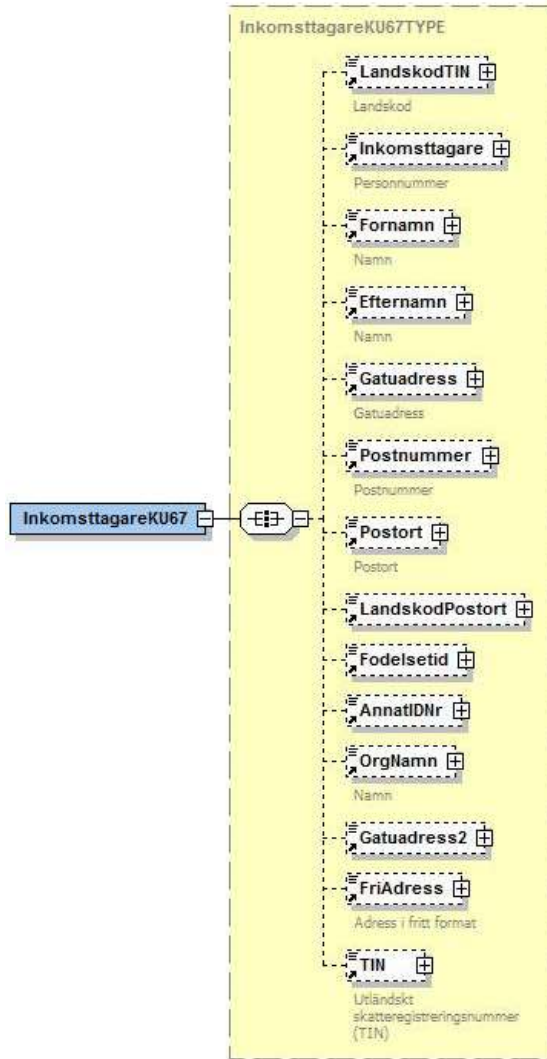 InkomsttagareKU67TYPE
LandskodTIN
Landskod
Inkomsttagare
Personnummer
Fornamn
Namn
Efternamn
Namn
Gatuadress
Gatuadress
Postnummer
Postnummer
InkomsttagareKU67
Postort
Postort
LandskodPostort
Fodelsetid
AnnatIDNr
OrgNamn
Namn
Gatuadress2
FriAdress
Adress i fritt format
TIN
Utländskt
skatteregistreringsnummer
(TIN)